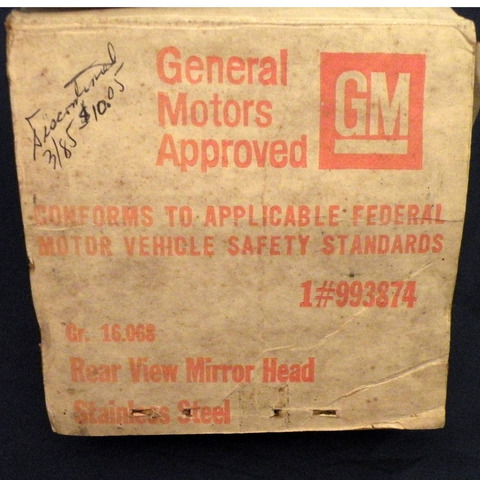 Discontinued
3/85 $10.05
General
Motors
Approved
GM
CONFORMS TO APPLICABLE FEDERAL
MOTOR VEHICLE SAFETY STANDARDS
1#993874
Gr. 16.068
Rear View Mirror Head
Stainless Steel